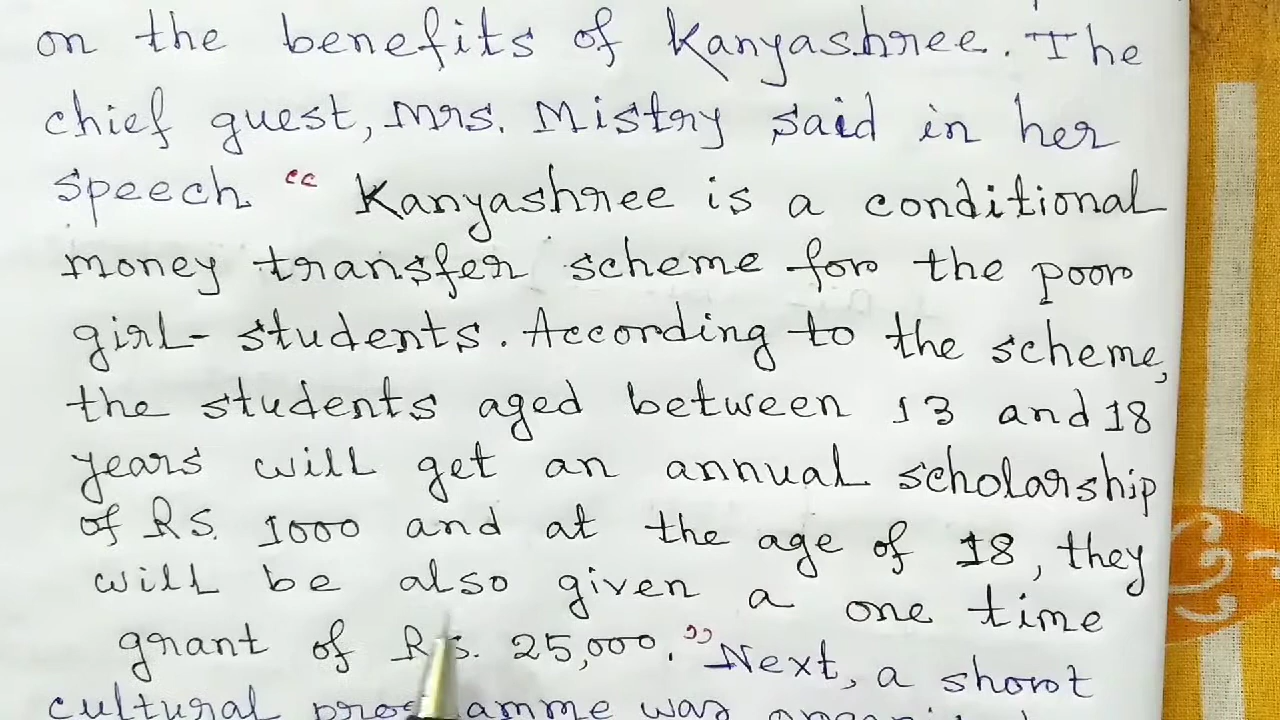 on the benefits of Kanyashree. The
chief guest, Mrs. Mistry said in her
speech "Kanyashree is a conditional
money transfer scheme for the poor
girl-students. According to the scheme,
the students aged between 13 and 18
years will get an annual scholarship
of Rs. 1000 and at the age of 18, they
will be also given a one time
grant of Rs. 25,000." Next, a short
cultural programme was